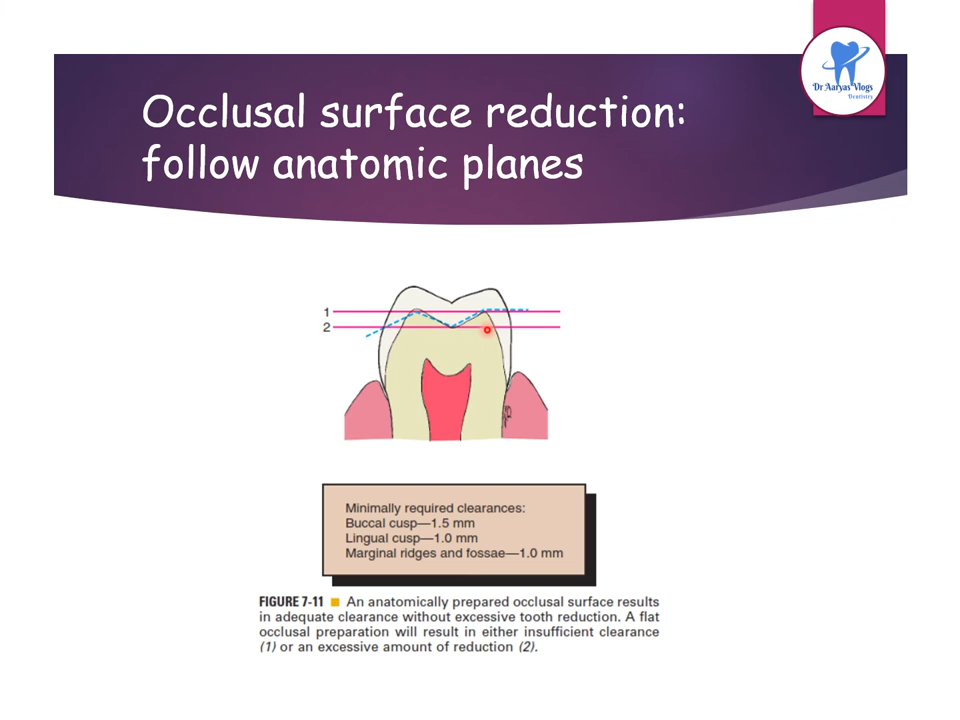 Dr Aaryas Vlogs
Dentistry
Occlusal surface reduction:
follow anatomic planes
1
2
Minimally required clearances:
Buccal cusp—1.5 mm
Lingual cusp—1.0 mm
Marginal ridges and fossae—1.0 mm
FIGURE 7-11 ■ An anatomically prepared occlusal surface results
in adequate clearance without excessive tooth reduction. A flat
occlusal preparation will result in either insufficient clearance
(1) or an excessive amount of reduction (2).